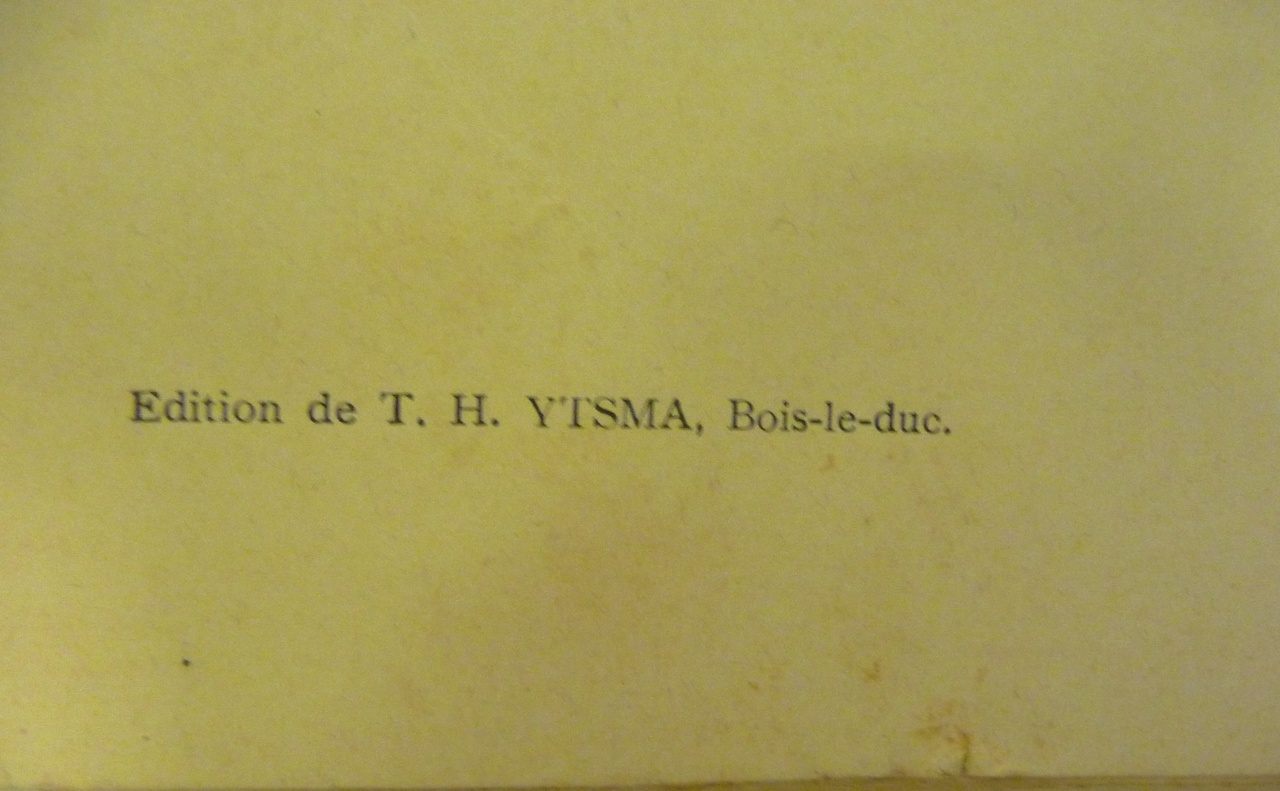 Edition de T. H. YTSMA, Bois-le-duc.